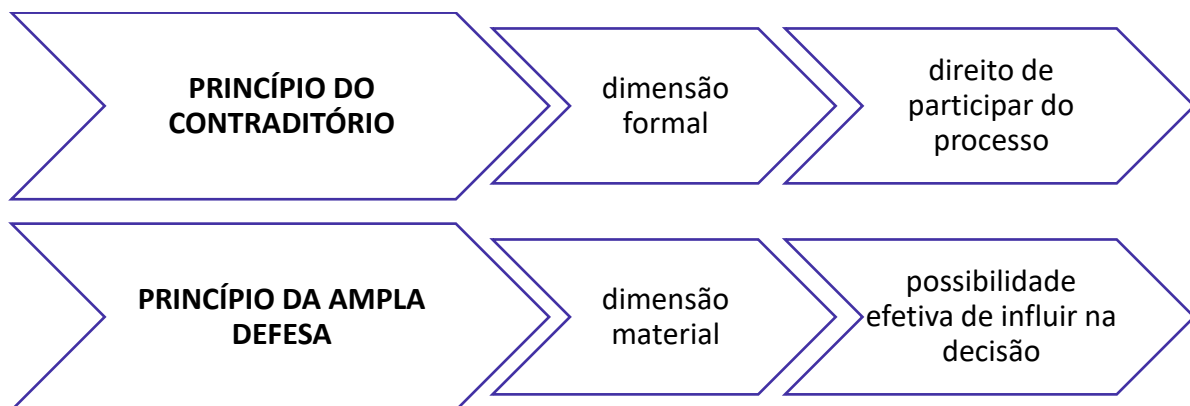 PRINCÍPIO DO
CONTRADITÓRIO
dimensão
formal
direito de
participar do
processo
PRINCÍPIO DA AMPLA
DEFESA
dimensão
material
possibilidade
efetiva de influir na
decisão